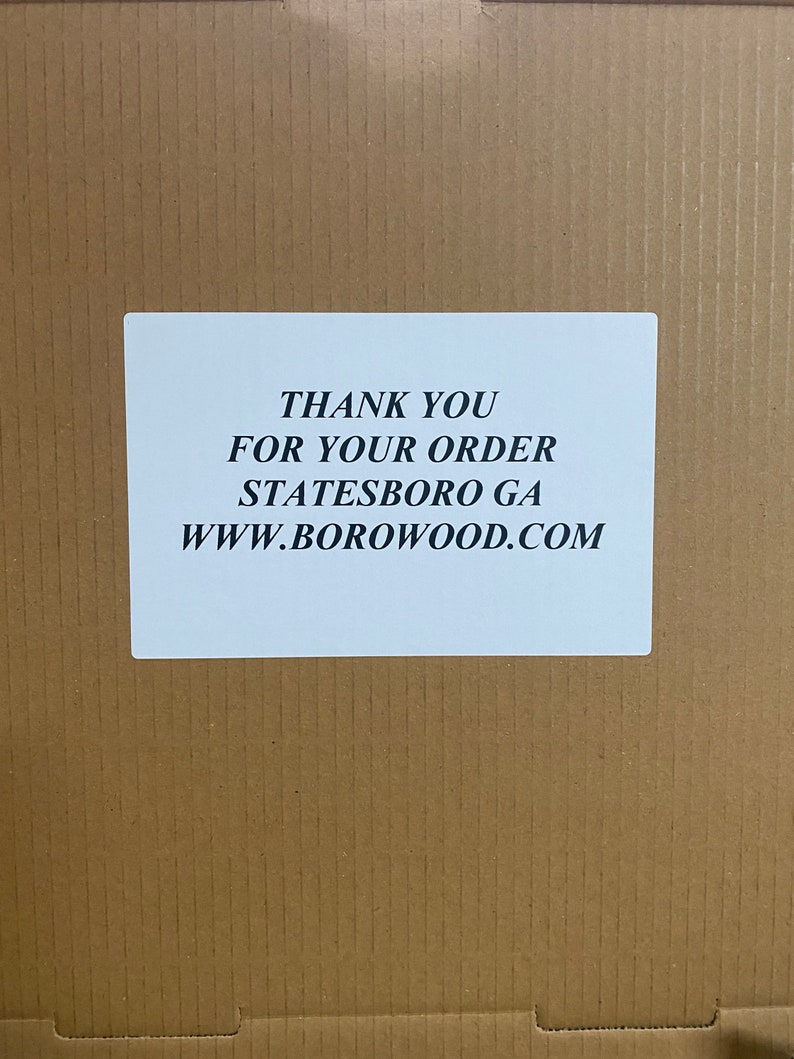 THANK YOU
FOR YOUR ORDER
STATESBORO GA
WWW.BOROWOOD.COM